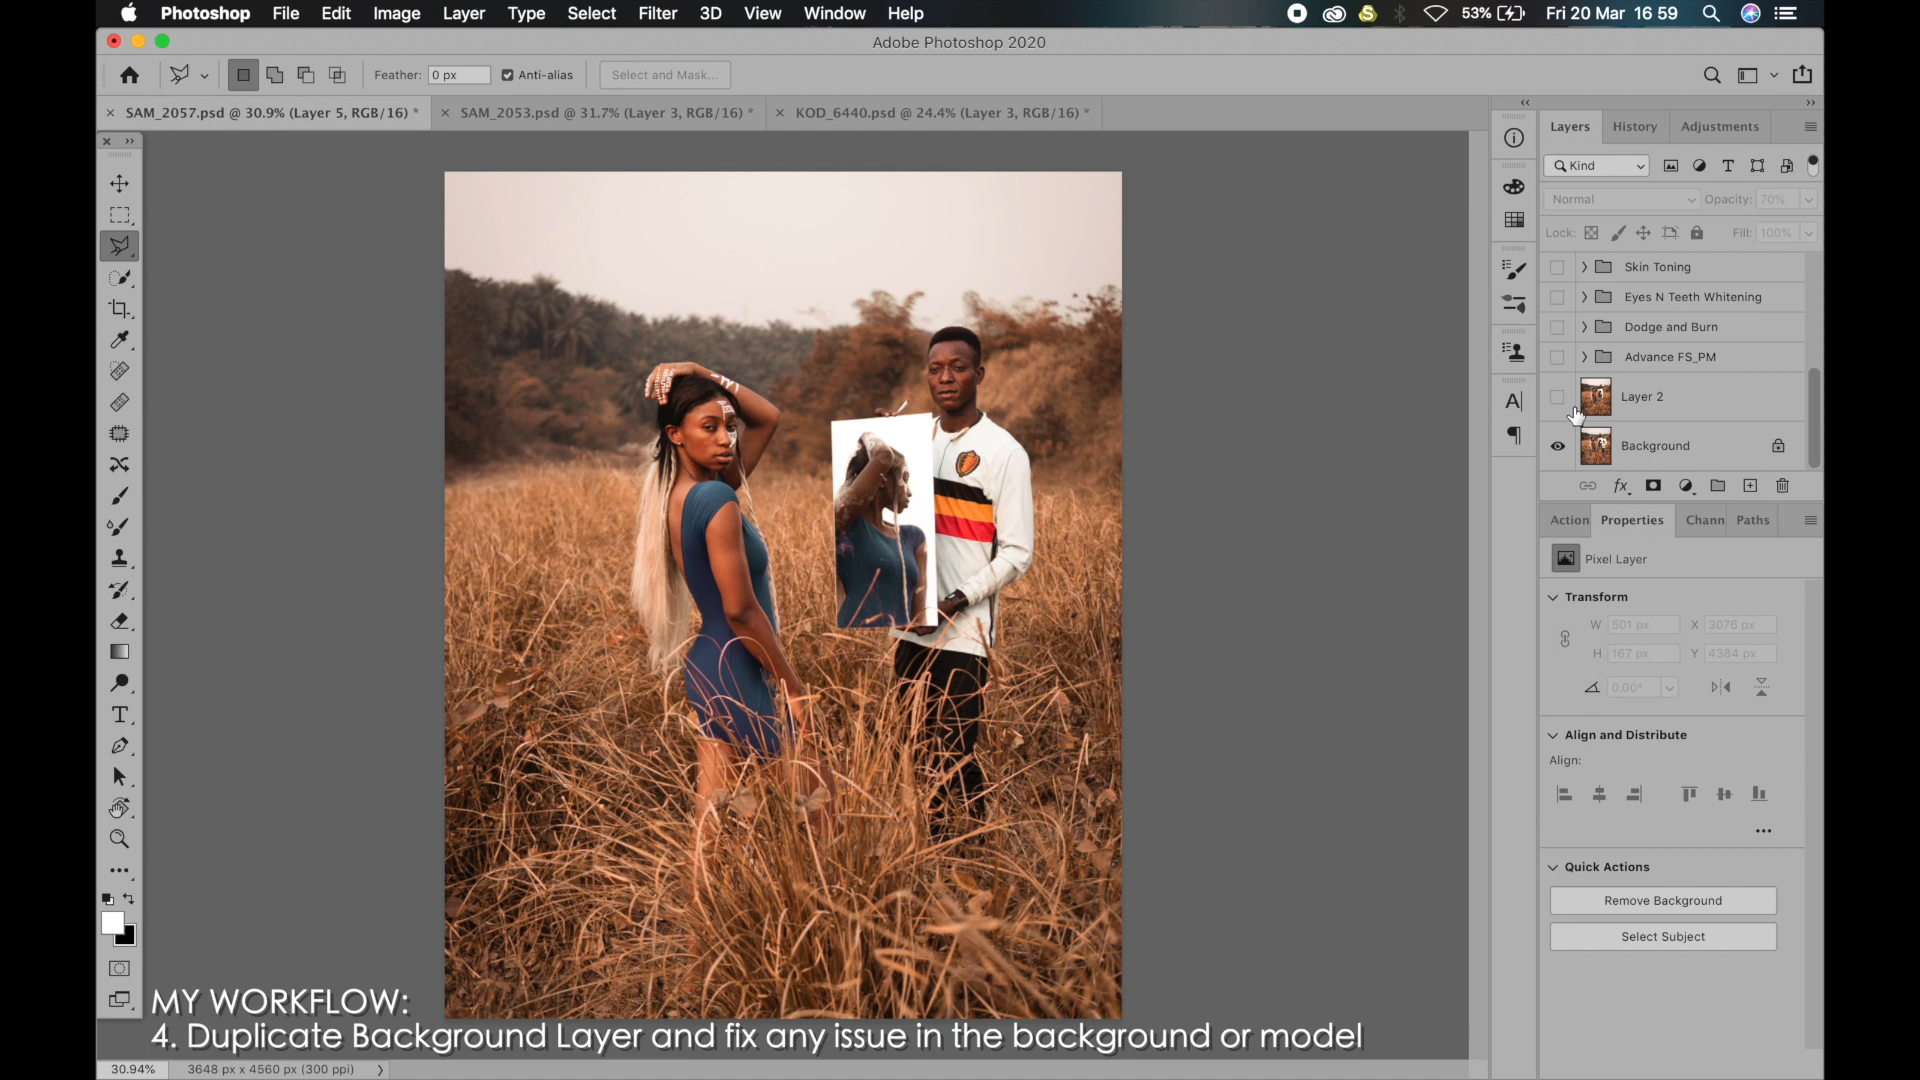 Photoshop File Edit Image Layer Type Select Filter 3D View Window Help 53% Fri 20 Mar 16 59
Adobe Photoshop 2020
Feather: 0 px Anti-alias Select and Mask...
SAM_2057.psd @ 30.9% (Layer 5, RGB/16) * SAM_2053.psd @ 31.7% (Layer 3, RGB/16) * KOD_6440.psd @ 24.4% (Layer 3, RGB/16) *
Layers History Adjustments
Kind
Normal Opacity: 70%
Lock: Fill: 100%
Skin Toning
Eyes N Teeth Whitening
Dodge and Burn
Advance FS_PM
Layer 2
Background
Action Properties Chann Paths
Pixel Layer
Transform
W 501 px X 3076 px
H 167 px Y 4384 px
0.00°
Align and Distribute
Align:
Quick Actions
Remove Background
Select Subject
MY WORKFLOW:
4. Duplicate Background Layer and fix any issue in the background or model
30.94% 3648 px x 4560 px (300 ppi)